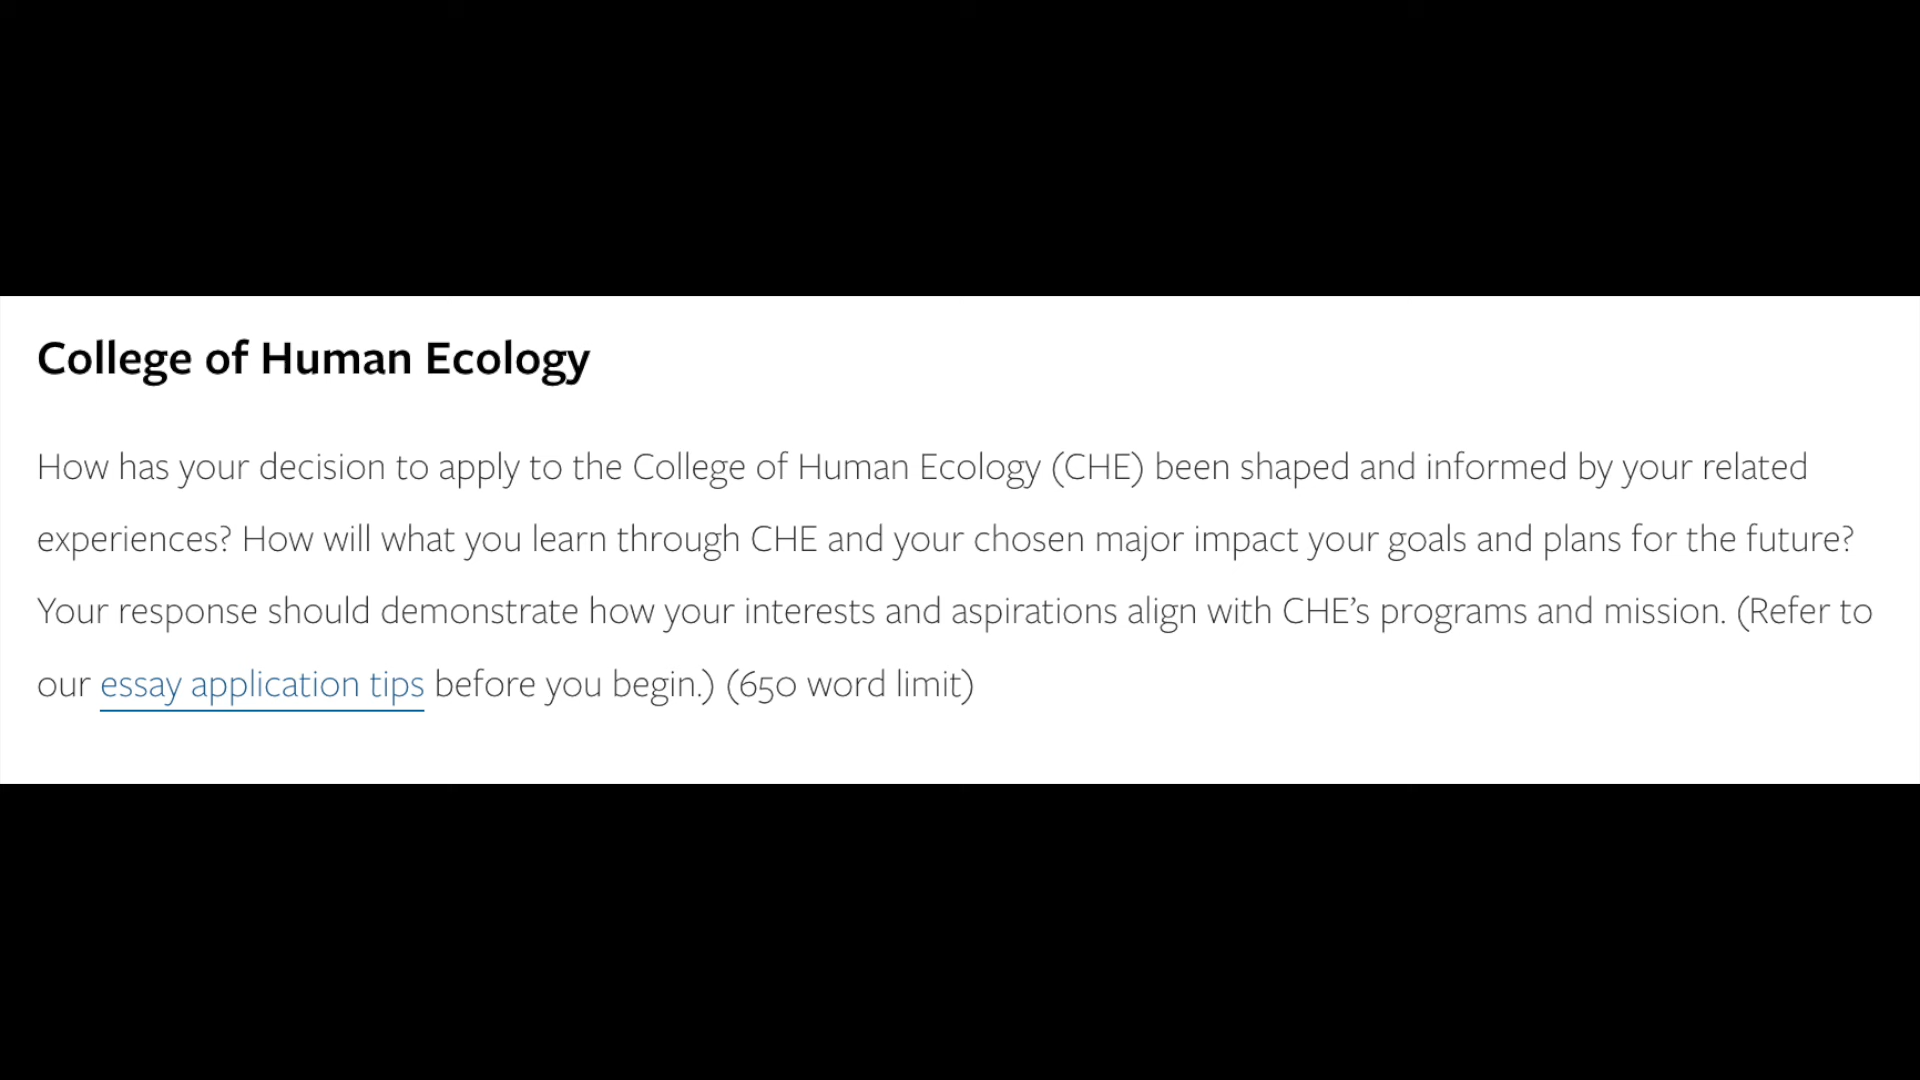 College of Human Ecology
How has your decision to apply to the College of Human Ecology (CHE) been shaped and informed by your related
experiences? How will what you learn through CHE and your chosen major impact your goals and plans for the future?
Your response should demonstrate how your interests and aspirations align with CHE’s programs and mission. (Refer to
our essay application tips before you begin.) (650 word limit)